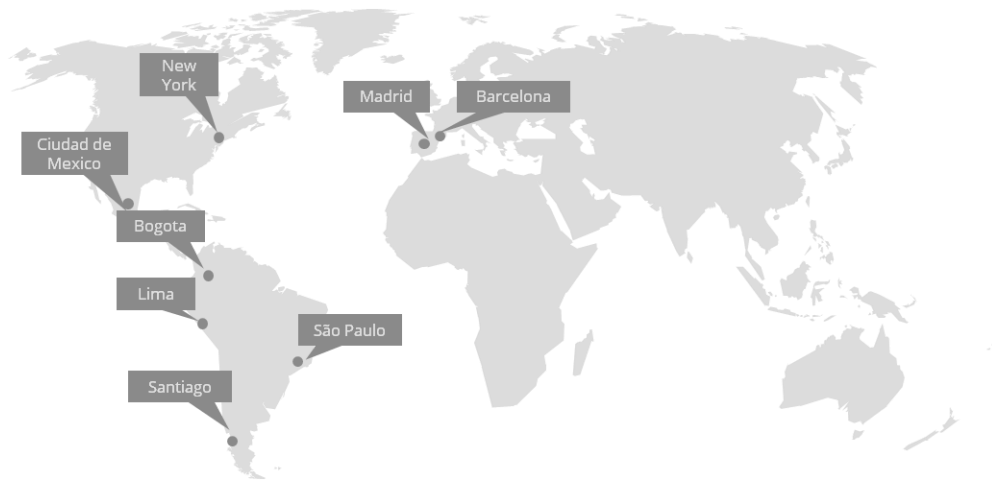 New
York
Madrid
Barcelona
Ciudad de
Mexico
Bogota
Lima
São Paulo
Santiago